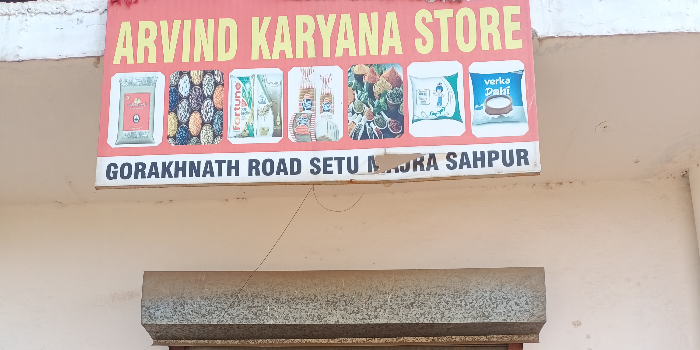 ARVIND KARYANA STORE
Fortune
verka
Dahi
GORAKHNATH ROAD SETU MAJRA SAHPUR